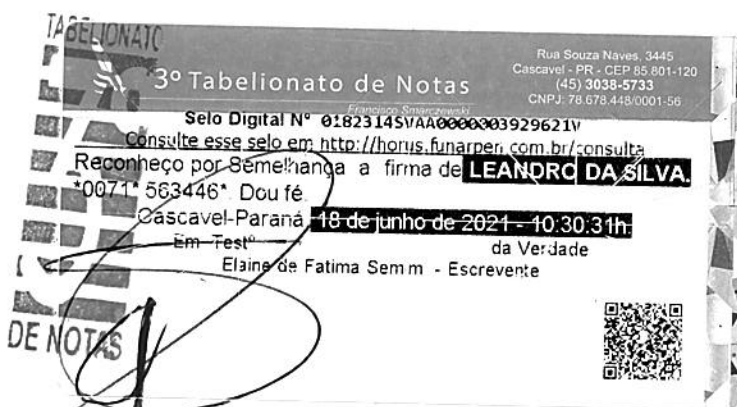 TABELIONATO
3º Tabelionato de Notas
Francisco Smarczewski
Rua Souza Naves, 3445
Cascavel - PR - CEP 85.801-120
(45) 3038-5733
CNPJ: 78.678.448/0001-56
Selo Digital Nº 0182314SVAA0000303929621V
Consulte esse selo em http://horus.funarpen.com.br/consulta
Reconheço por Semelhança a firma de LEANDRO DA SILVA.
*0071* 563446*. Dou fé.
Cascavel-Paraná, 18 de junho de 2021 - 10:30:31h.
Em Testº da Verdade
Elaine de Fatima Semm - Escrevente
DE NOTAS